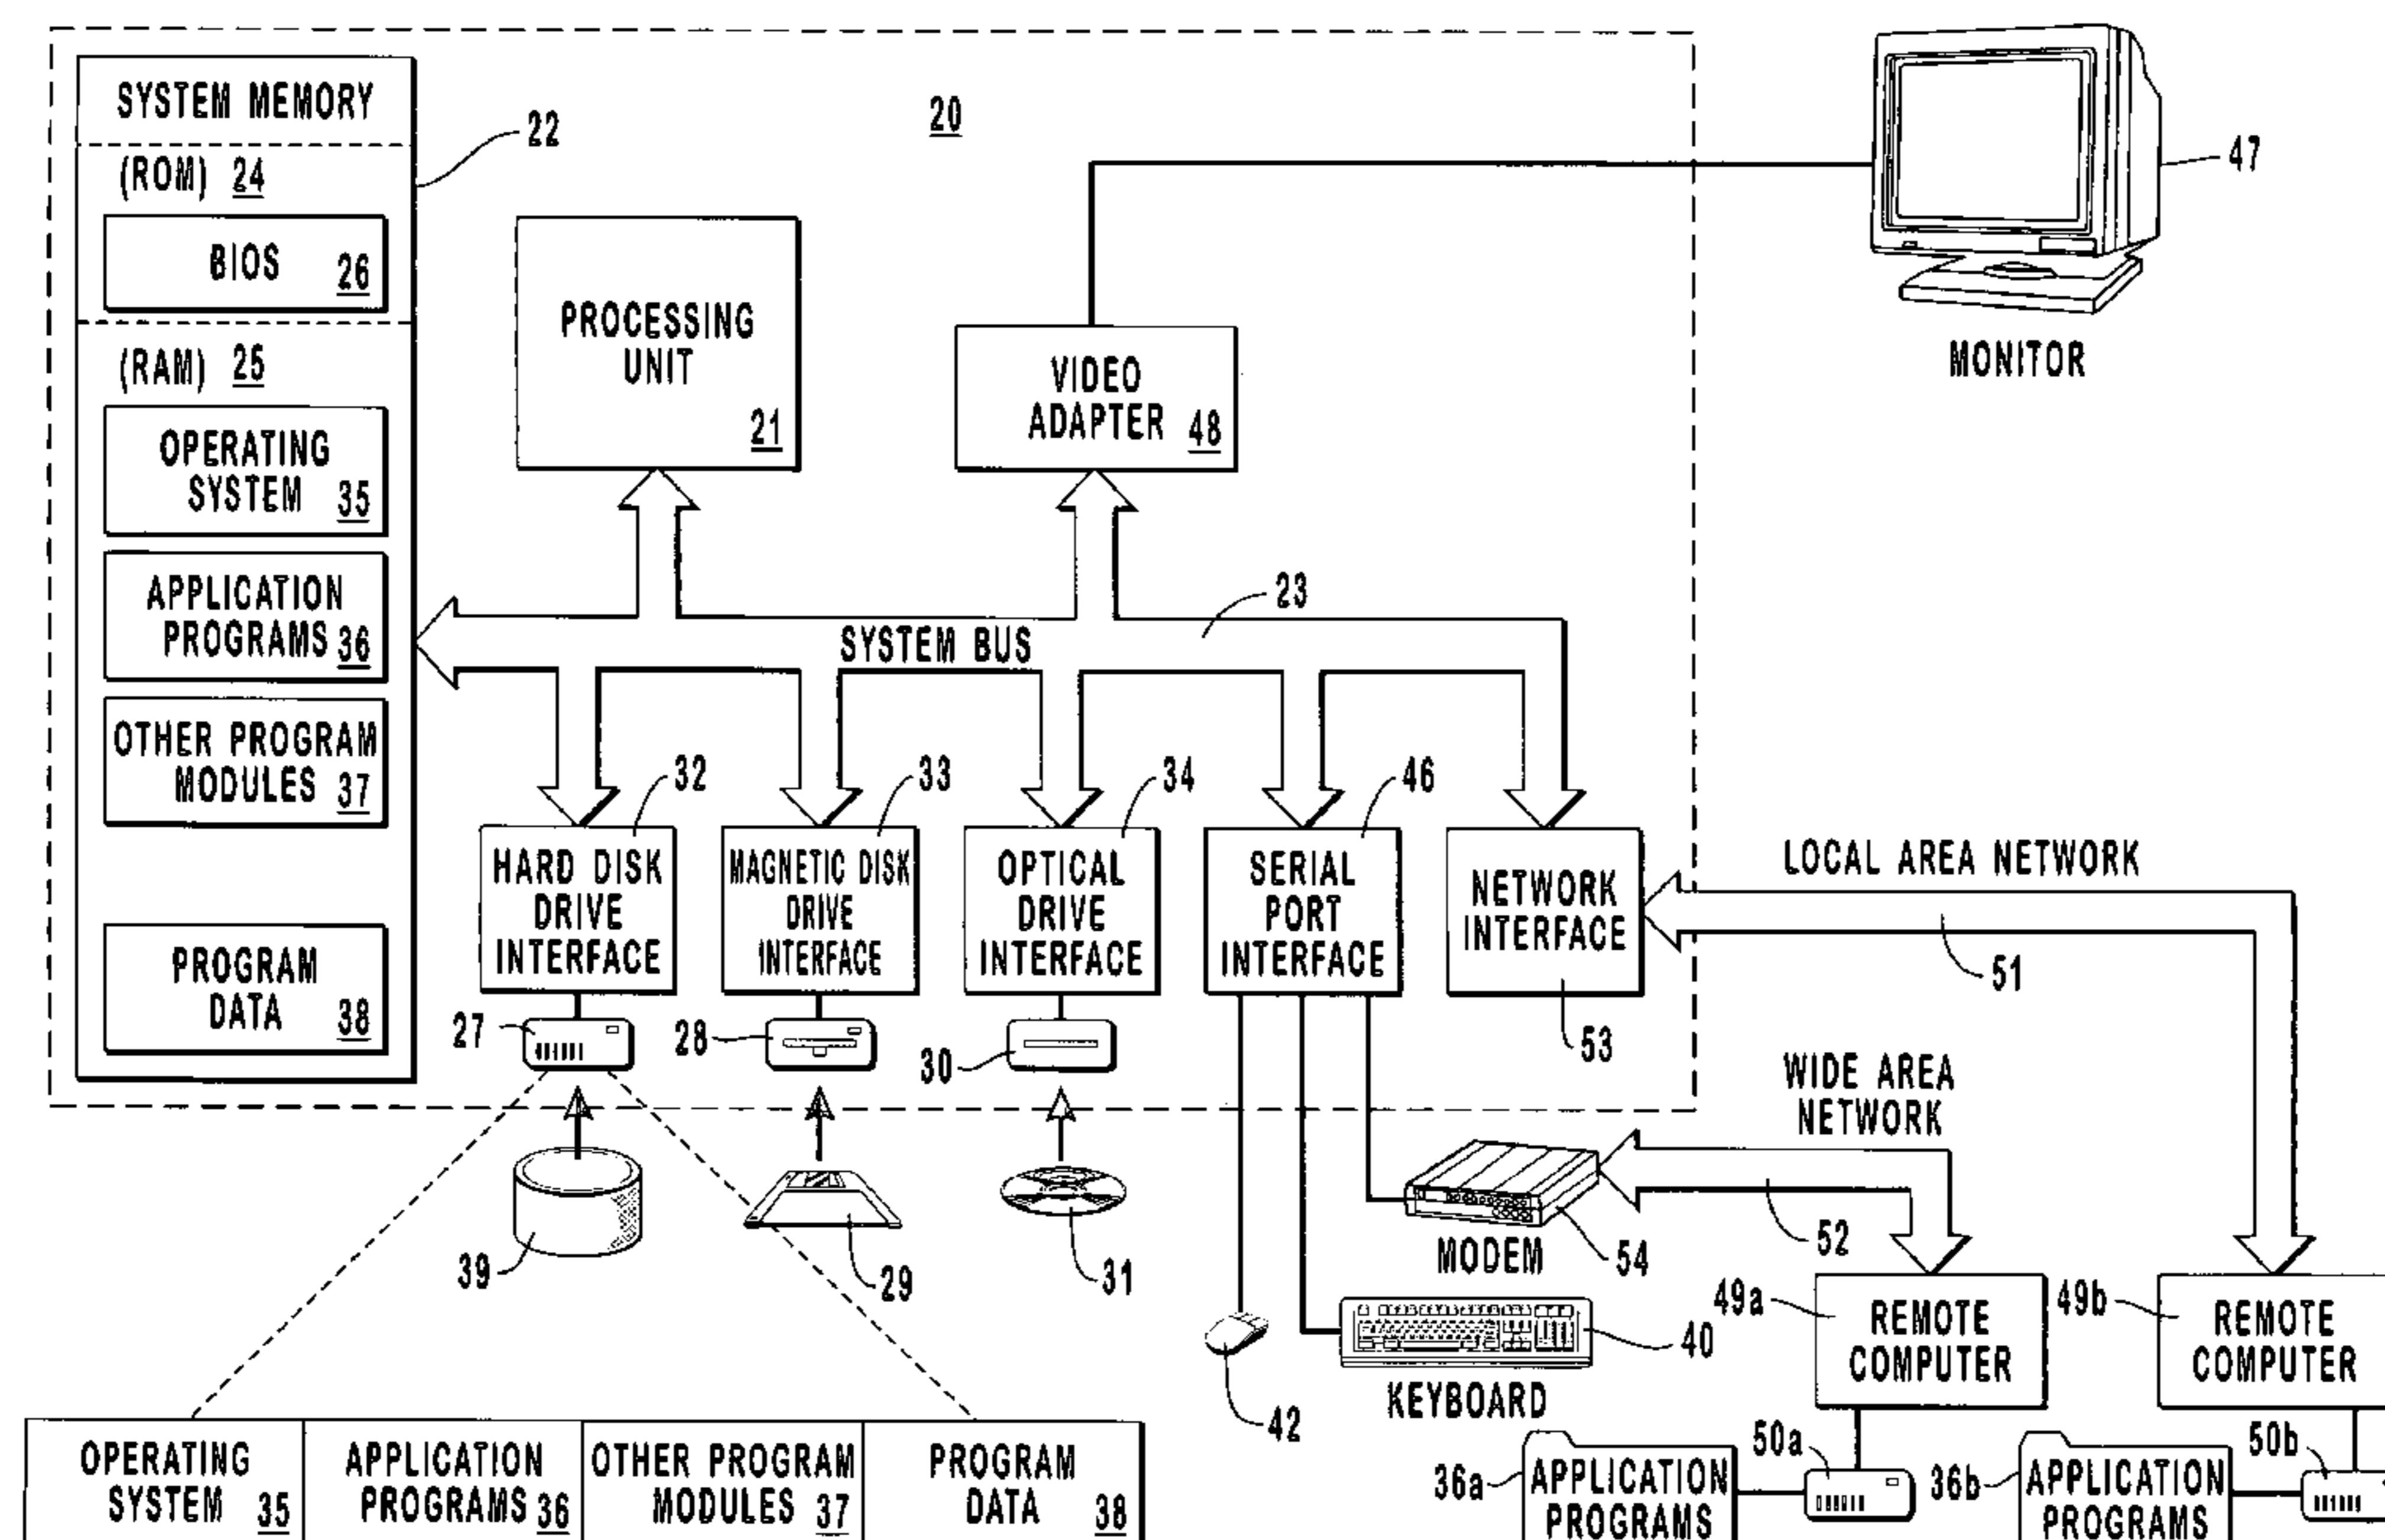 SYSTEM MEMORY
(ROM) 24
BIOS 26
(RAM) 25
OPERATING
SYSTEM 35
APPLICATION
PROGRAMS 36
OTHER PROGRAM
MODULES 37
PROGRAM
DATA 38
22
20
PROCESSING
UNIT
21
VIDEO
ADAPTER 48
47
MONITOR
23
SYSTEM BUS
32
HARD DISK
DRIVE
INTERFACE
33
MAGNETIC DISK
DRIVE
INTERFACE
34
OPTICAL
DRIVE
INTERFACE
46
SERIAL
PORT
INTERFACE
NETWORK
INTERFACE
53
LOCAL AREA NETWORK
51
27
28
30
39
29
31
WIDE AREA
NETWORK
52
MODEM
54
42
40
KEYBOARD
49a
REMOTE
COMPUTER
49b
REMOTE
COMPUTER
OPERATING
SYSTEM 35
APPLICATION
PROGRAMS 36
OTHER PROGRAM
MODULES 37
PROGRAM
DATA 38
36a
APPLICATION
PROGRAMS
50a
36b
APPLICATION
PROGRAMS
50b